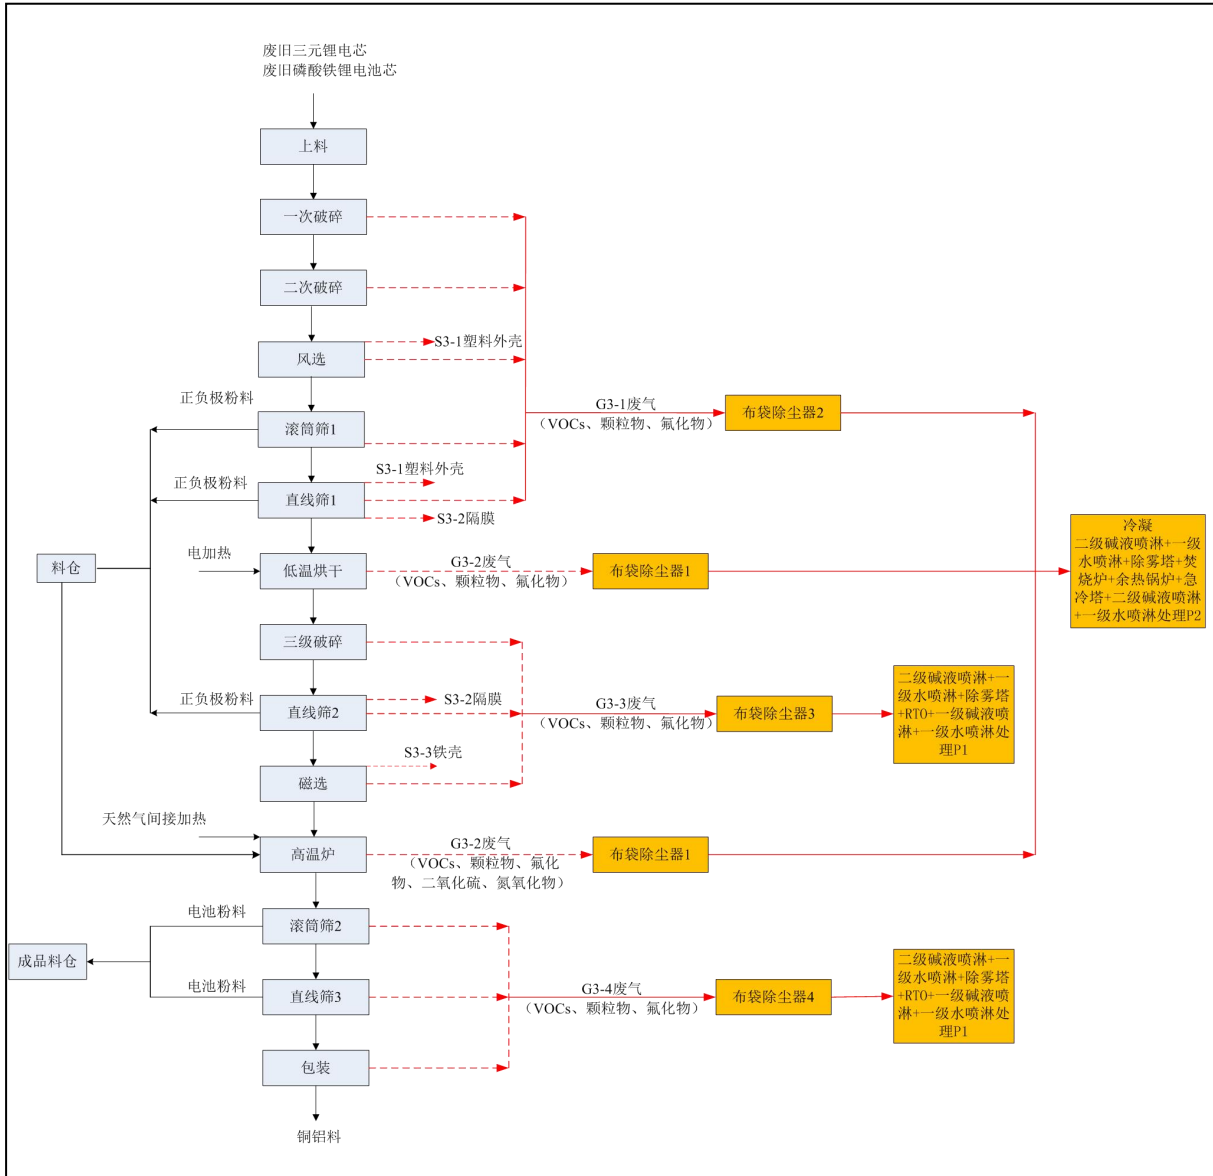 废旧三元锂电芯
废旧磷酸铁锂电池芯
上料
一次破碎
二次破碎
风选
S3-1塑料外壳
正负极粉料
滚筒筛1
G3-1废气
（VOCs、颗粒物、氟化物）
布袋除尘器2
S3-1塑料外壳
正负极粉料
直线筛1
S3-2隔膜
料仓
电加热
低温烘干
G3-2废气
（VOCs、颗粒物、氟化物）
布袋除尘器1
冷凝
二级碱液喷淋+一级
水喷淋+除雾塔+焚
烧炉+余热锅炉+急
冷塔+二级碱液喷淋
+一级水喷淋处理P2
三级破碎
正负极粉料
直线筛2
S3-2隔膜
G3-3废气
（VOCs、颗粒物、氟化物）
布袋除尘器3
二级碱液喷淋+一
级水喷淋+除雾塔
+RTO+一级碱液喷
淋+一级水喷淋处
理P1
S3-3铁壳
磁选
天然气间接加热
高温炉
G3-2废气
（VOCs、颗粒物、氟化
物、二氧化硫、氮氧化物）
布袋除尘器1
电池粉料
滚筒筛2
成品料仓
电池粉料
直线筛3
G3-4废气
（VOCs、颗粒物、氟化物）
布袋除尘器4
二级碱液喷淋+一
级水喷淋+除雾塔
+RTO+一级碱液喷
淋+一级水喷淋处
理P1
包装
铜铝料